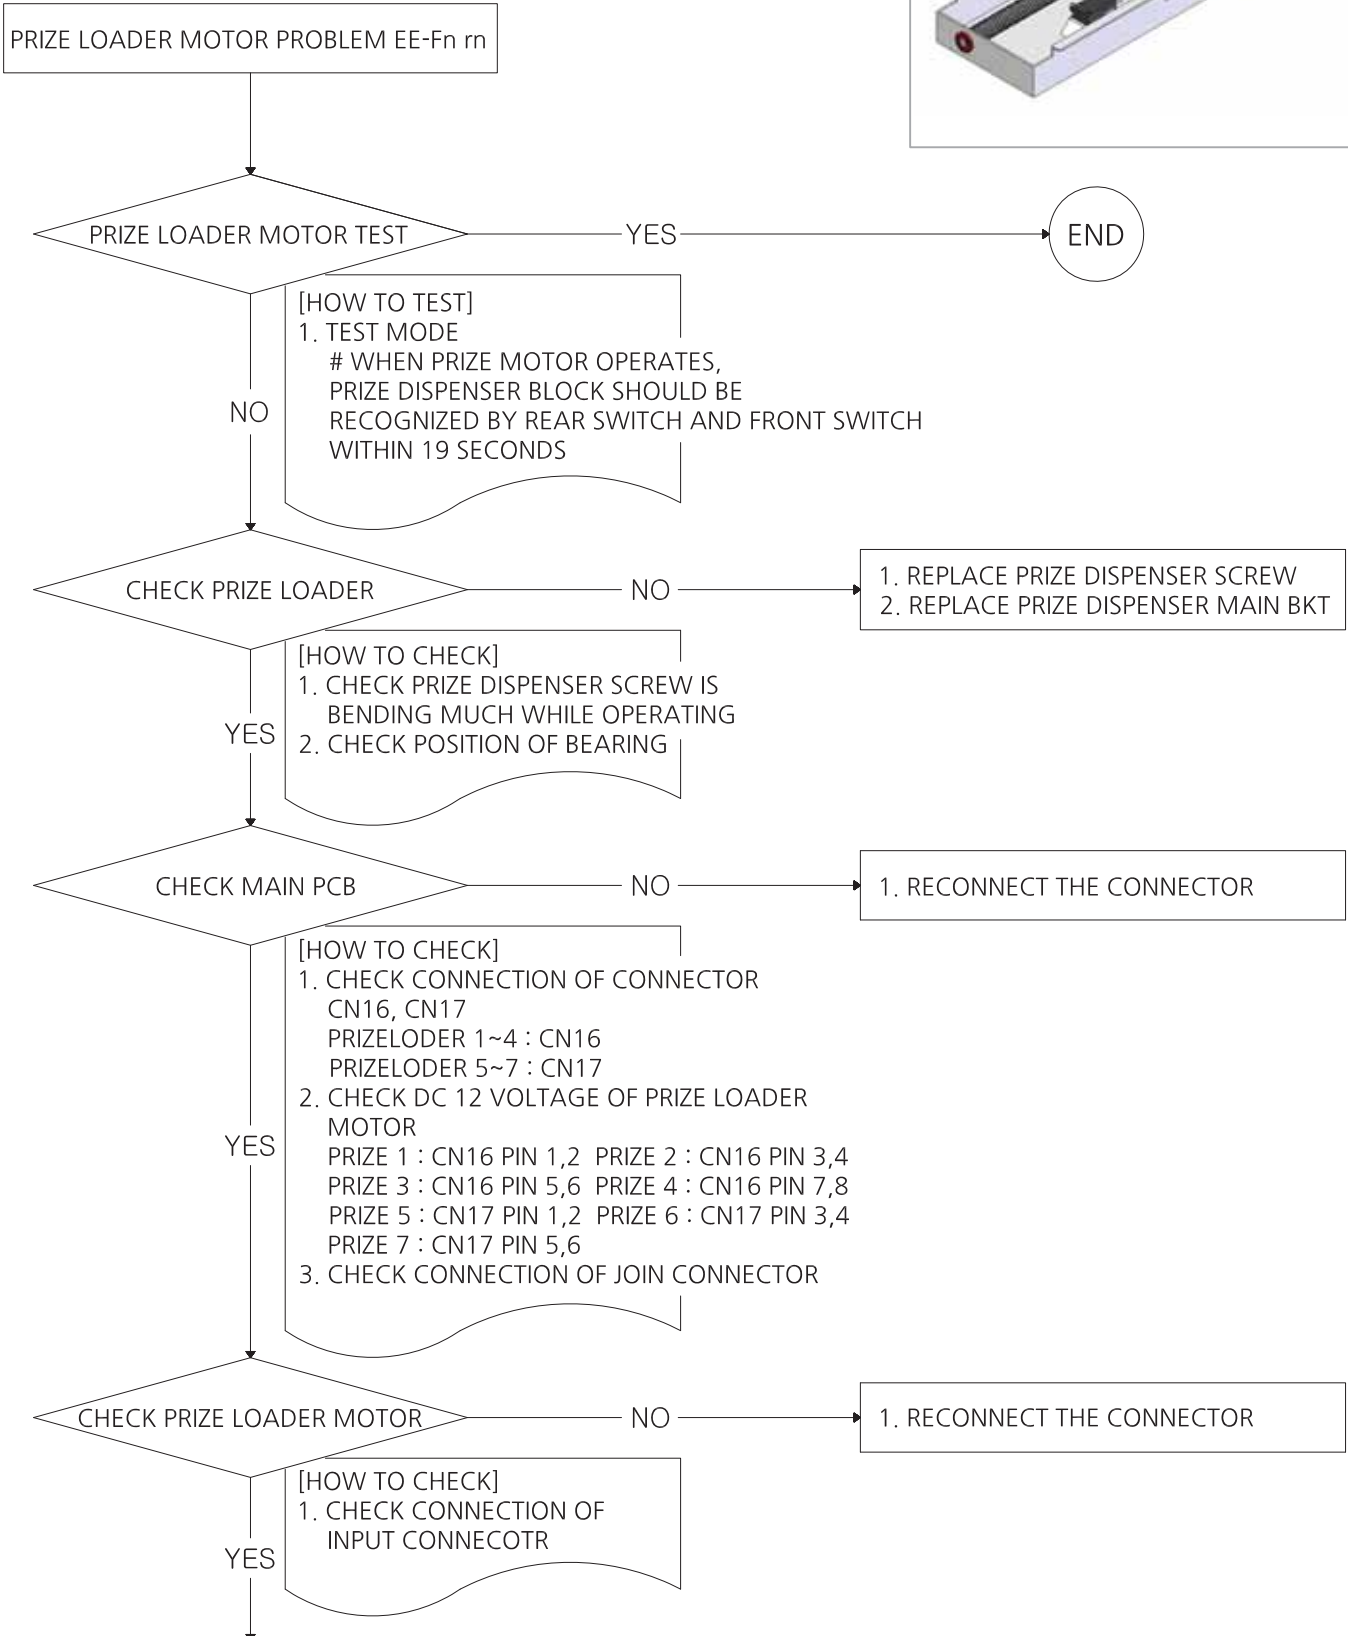 PRIZE LOADER MOTOR PROBLEM EE-Fn rn
PRIZE LOADER MOTOR TEST
YES
END
[HOW TO TEST]
1. TEST MODE
# WHEN PRIZE MOTOR OPERATES,
PRIZE DISPENSER BLOCK SHOULD BE
RECOGNIZED BY REAR SWITCH AND FRONT SWITCH
WITHIN 19 SECONDS
NO
CHECK PRIZE LOADER
NO
1. REPLACE PRIZE DISPENSER SCREW
2. REPLACE PRIZE DISPENSER MAIN BKT
[HOW TO CHECK]
1. CHECK PRIZE DISPENSER SCREW IS
BENDING MUCH WHILE OPERATING
2. CHECK POSITION OF BEARING
YES
CHECK MAIN PCB
NO
1. RECONNECT THE CONNECTOR
[HOW TO CHECK]
1. CHECK CONNECTION OF CONNECTOR
CN16, CN17
PRIZELODER 1~4 : CN16
PRIZELODER 5~7 : CN17
2. CHECK DC 12 VOLTAGE OF PRIZE LOADER
MOTOR
PRIZE 1 : CN16 PIN 1,2 PRIZE 2 : CN16 PIN 3,4
PRIZE 3 : CN16 PIN 5,6 PRIZE 4 : CN16 PIN 7,8
PRIZE 5 : CN17 PIN 1,2 PRIZE 6 : CN17 PIN 3,4
PRIZE 7 : CN17 PIN 5,6
3. CHECK CONNECTION OF JOIN CONNECTOR
YES
CHECK PRIZE LOADER MOTOR
NO
1. RECONNECT THE CONNECTOR
[HOW TO CHECK]
1. CHECK CONNECTION OF
INPUT CONNECOTR
YES